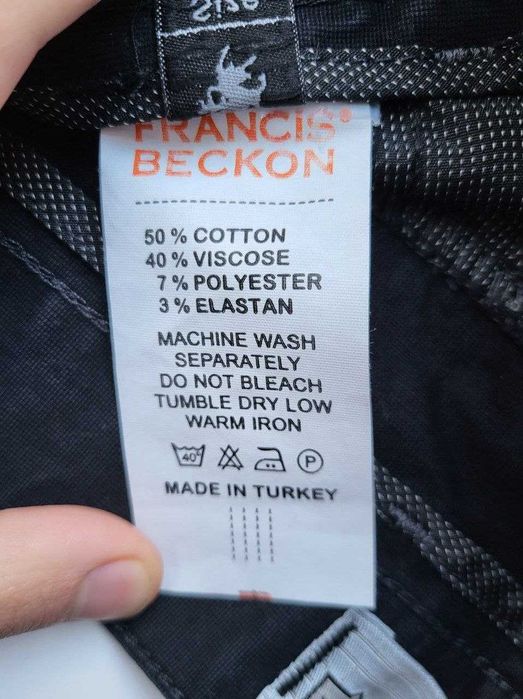 FRANCIS®
BECKON
50 % COTTON
40 % VISCOSE
7 % POLYESTER
3 % ELASTAN
MACHINE WASH
SEPARATELY
DO NOT BLEACH
TUMBLE DRY LOW
WARM IRON
40° P
MADE IN TURKEY